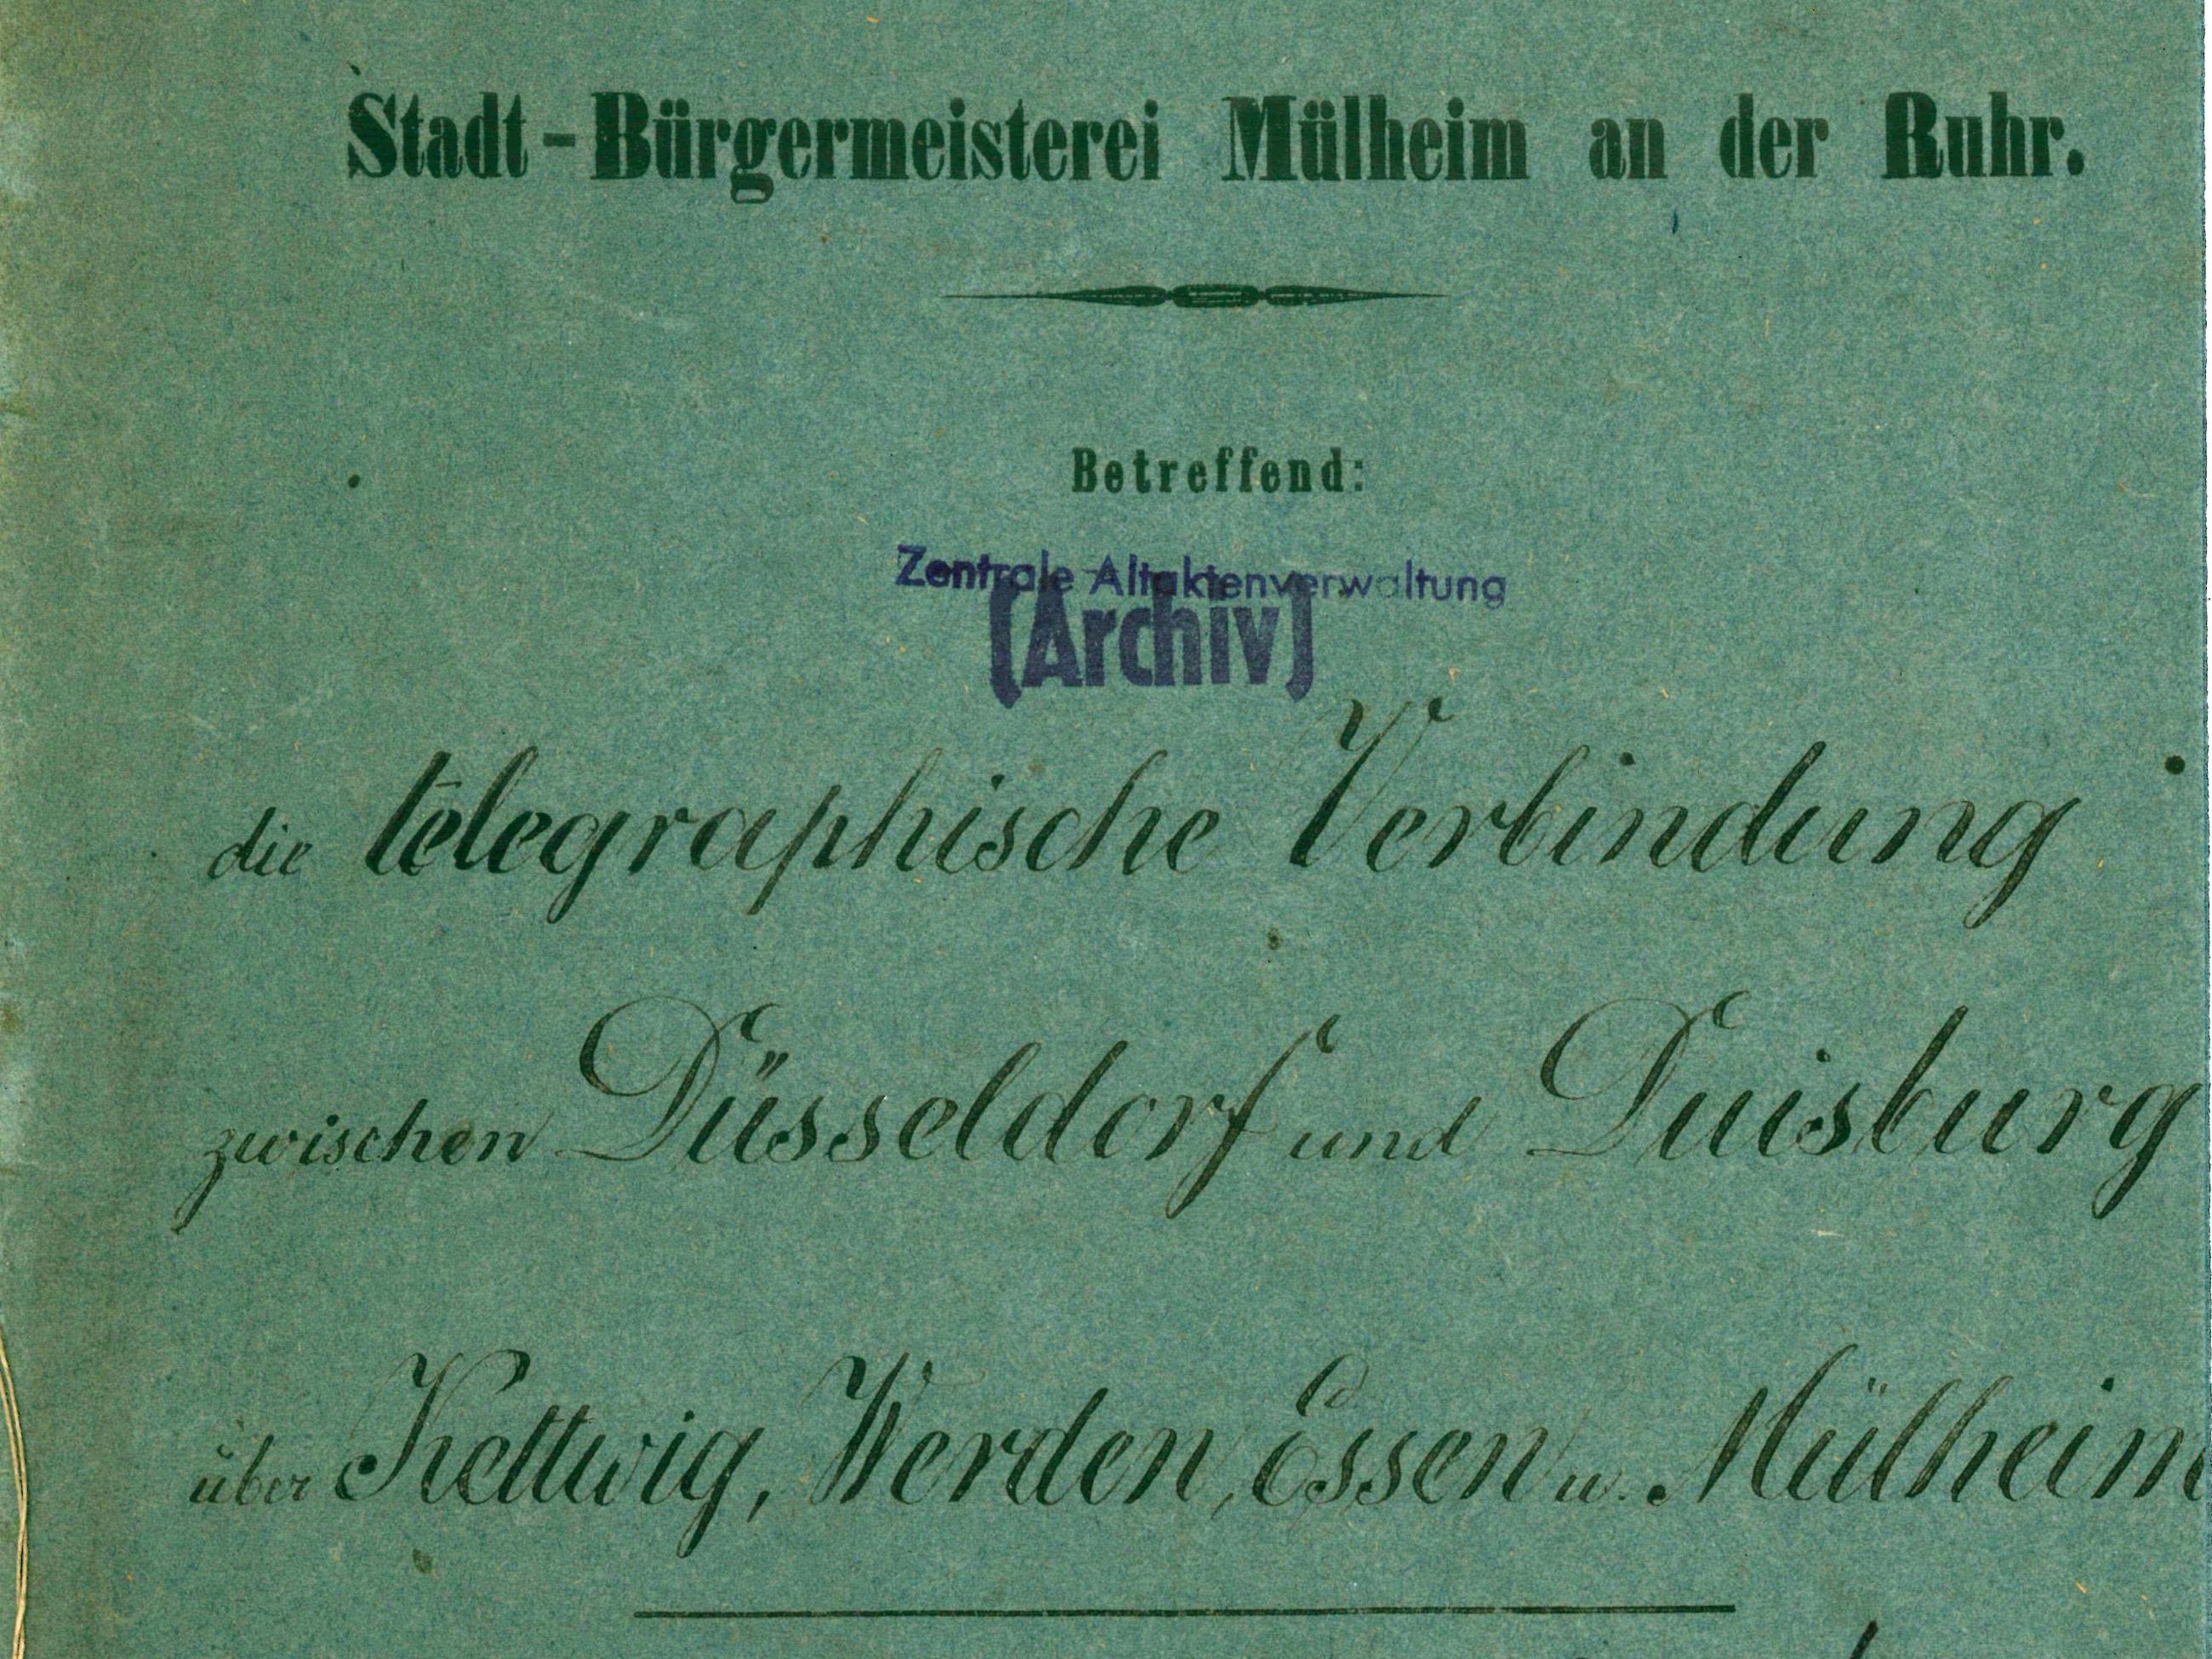 Stadt-Bürgermeisterei Mülheim an der Ruhr.
Betreffend:
Zentrale Altaktenverwaltung
(Archiv)
die telegraphische Verbindung
zwischen Düsseldorf und Duisburg
über Kettwig, Werden, Essen u. Mülheim